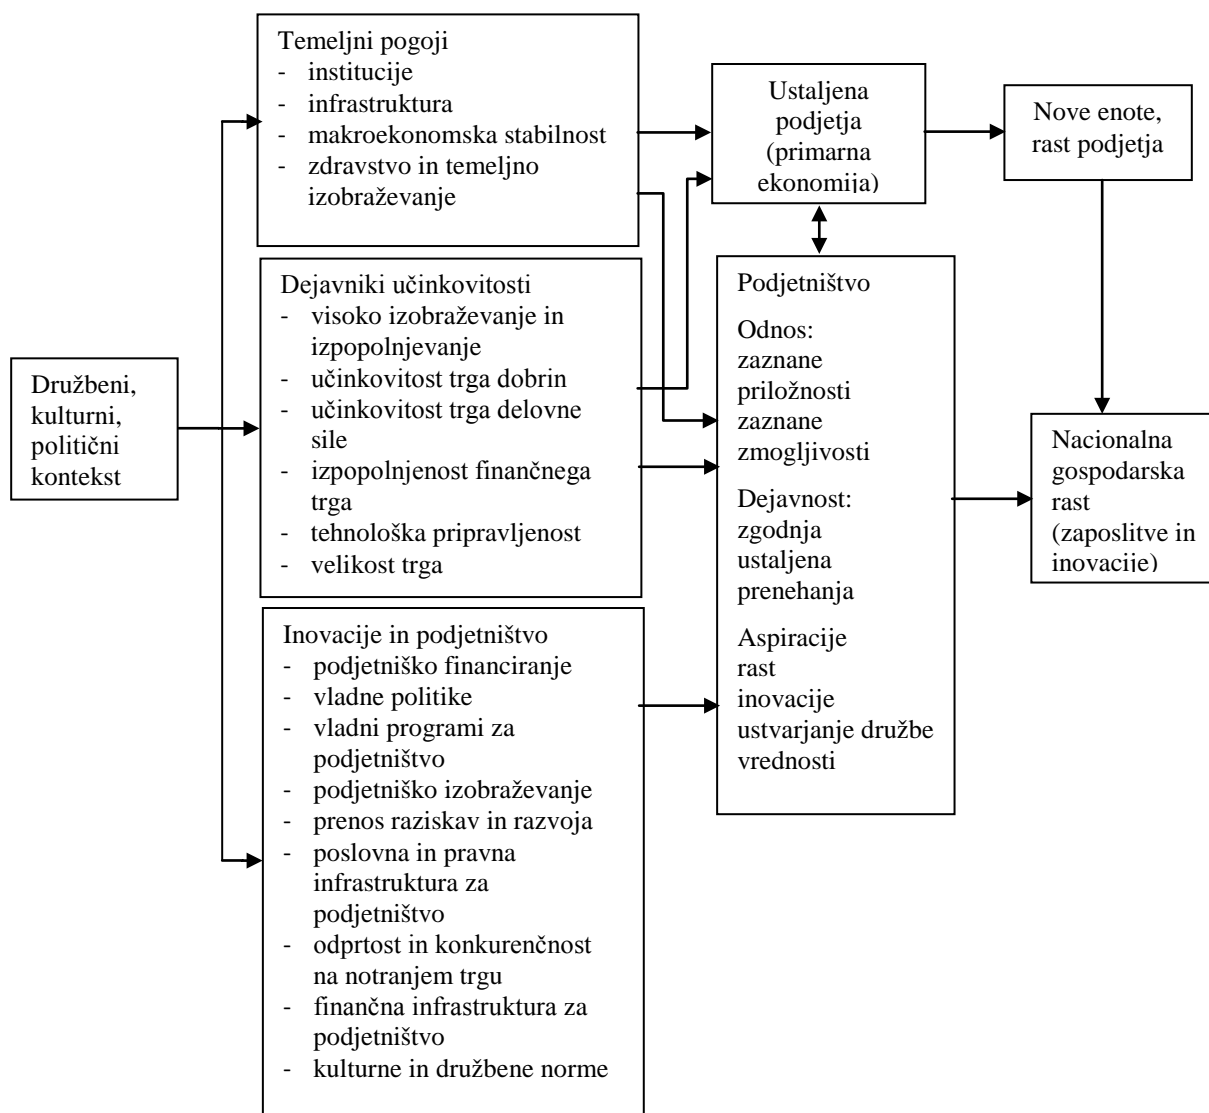 Družbeni,
kulturni,
politični
kontekst
Temeljni pogoji
- institucije
- infrastruktura
- makroekonomska stabilnost
- zdravstvo in temeljno
izobraževanje
Dejavniki učinkovitosti
- visoko izobraževanje in
izpopolnjevanje
- učinkovitost trga dobrin
- učinkovitost trga delovne
sile
- izpopolnjenost finančnega
trga
- tehnološka pripravljenost
- velikost trga
Inovacije in podjetništvo
- podjetniško financiranje
- vladne politike
- vladni programi za
podjetništvo
- podjetniško izobraževanje
- prenos raziskav in razvoja
- poslovna in pravna
infrastruktura za
podjetništvo
- odprtost in konkurenčnost
na notranjem trgu
- finančna infrastruktura za
podjetništvo
- kulturne in družbene norme
Ustaljena
podjetja
(primarna
ekonomija)
Podjetništvo
Odnos:
zaznane
priložnosti
zaznane
zmogljivosti
Dejavnost:
zgodnja
ustaljena
prenehanja
Aspiracije
rast
inovacije
ustvarjanje družbe
vrednosti
Nove enote,
rast podjetja
Nacionalna
gospodarska
rast
(zaposlitve in
inovacije)